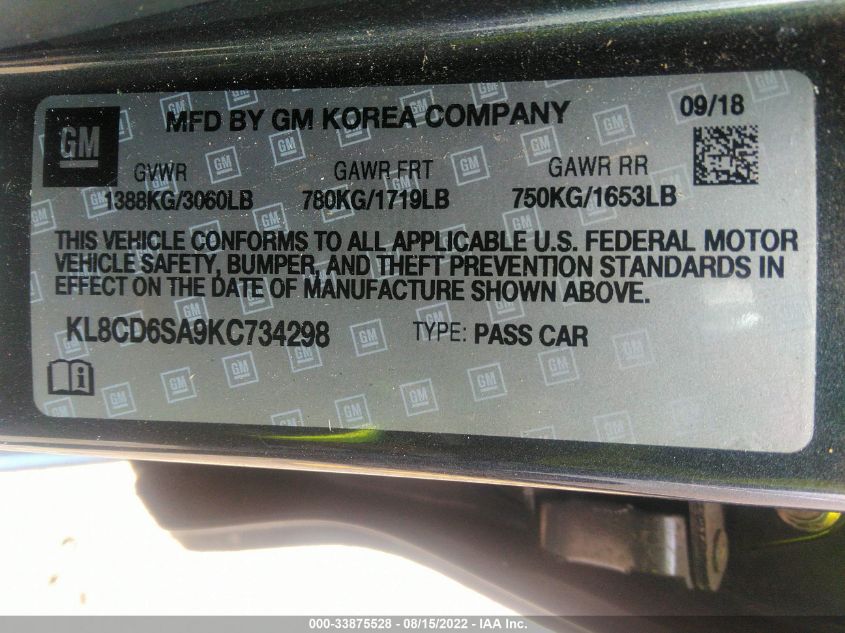 GM
MFD BY GM KOREA COMPANY
09/18
GVWR GAWR FRT GAWR RR
1388KG/3060LB 780KG/1719LB 750KG/1653LB
THIS VEHICLE CONFORMS TO ALL APPLICABLE U.S. FEDERAL MOTOR
VEHICLE SAFETY, BUMPER, AND THEFT PREVENTION STANDARDS IN
EFFECT ON THE DATE OF MANUFACTURE SHOWN ABOVE.
KL8CD6SA9KC734298 TYPE: PASS CAR
000-33875528 - 08/15/2022 - IAA Inc.